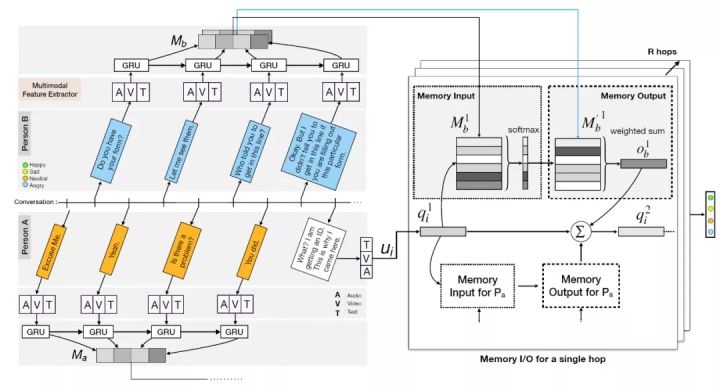 M_b
GRU
GRU
GRU
GRU
Multimodal
Feature Extractor
A V T
A V T
A V T
A V T
Person B
Do you have
your form?
Let me see them.
Who told you to
get in this line?
Okay. But I
didn't tell you to
get in this line if
you are filling out
this particular
form.
Happy
Sad
Neutral
Angry
Conversation
Person A
Excuse Me.
Yeah.
Is there a
problem?
You did.
What? I am
getting an ID.
This is why I
came here.
T
V
A
u_i
A Audio
V Video
T Text
A V T
A V T
A V T
A V T
GRU
GRU
GRU
GRU
M_a
R hops
Memory Input
Memory Output
M_b^1
softmax
M_b^'1
weighted sum
o_b^1
q_i^1
Σ
q_i^2
Memory
Input for P_a
Memory
Output for P_a
Memory I/O for a single hop